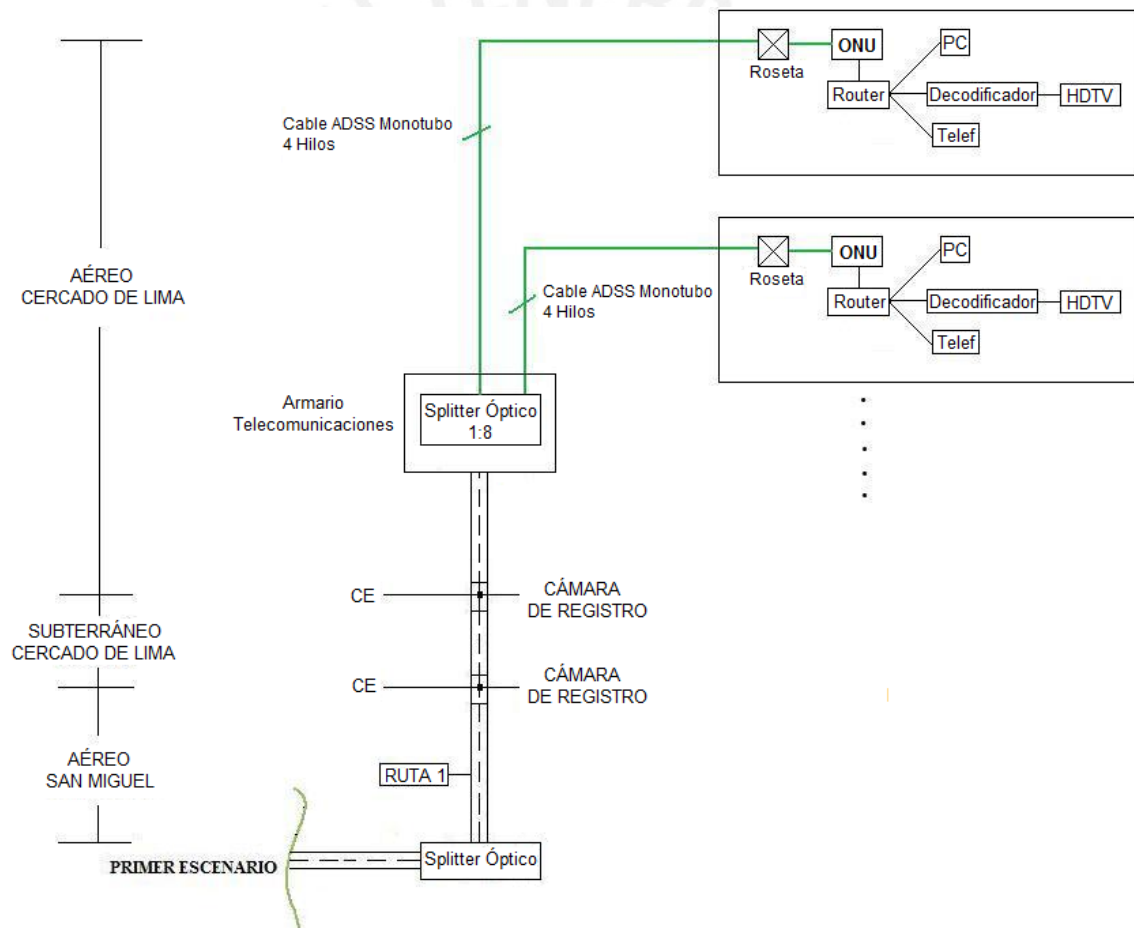 ONU
PC
Roseta
Router
Decodificador
HDTV
Telef
Cable ADSS Monotubo
4 Hilos
ONU
PC
Roseta
Router
Decodificador
HDTV
Telef
Cable ADSS Monotubo
4 Hilos
AÉREO
CERCADO DE LIMA
Armario
Telecomunicaciones
Splitter Óptico
1:8
CE
CÁMARA
DE REGISTRO
SUBTERRÁNEO
CERCADO DE LIMA
CE
CÁMARA
DE REGISTRO
AÉREO
SAN MIGUEL
RUTA 1
PRIMER ESCENARIO
Splitter Óptico